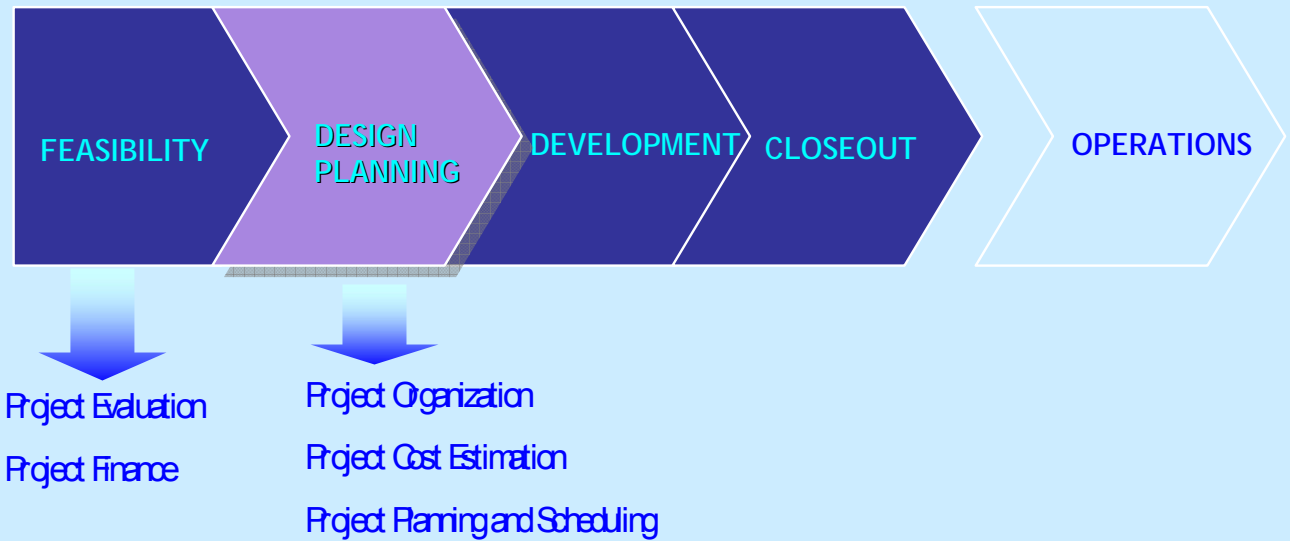 FEASIBILITY
DESIGN
PLANNING
DEVELOPMENT
CLOSEOUT
OPERATIONS
Project Evaluation
Project Finance
Project Organization
Project Cost Estimation
Project Planning and Scheduling